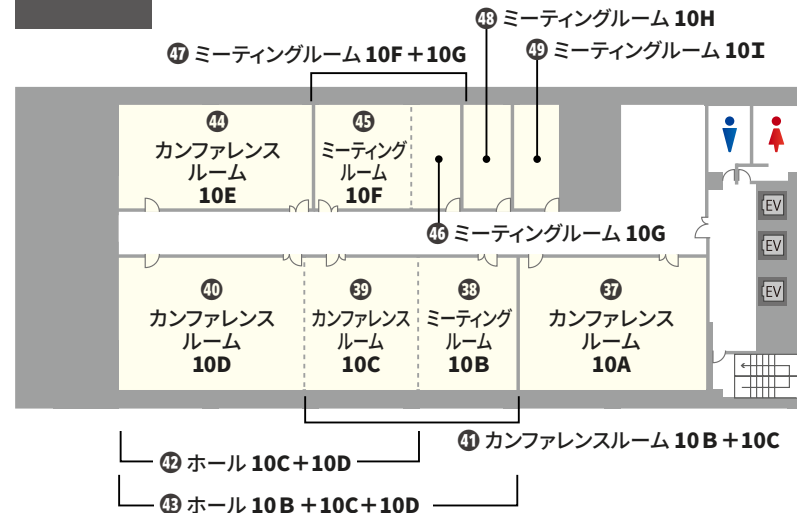 ㊽ ミーティングルーム 10H
㊼ ミーティングルーム 10F+10G
㊾ ミーティングルーム 10I
㊹
カンファレンス
ルーム
10E
㊺
ミーティング
ルーム
10F
㊻ ミーティングルーム 10G
EV
EV
EV
㊵
カンファレンス
ルーム
10D
㊴
カンファレンス
ルーム
10C
㊳
ミーティング
ルーム
10B
㊲
カンファレンス
ルーム
10A
㊶ カンファレンスルーム 10B+10C
㊷ ホール 10C+10D
㊸ ホール 10B+10C+10D